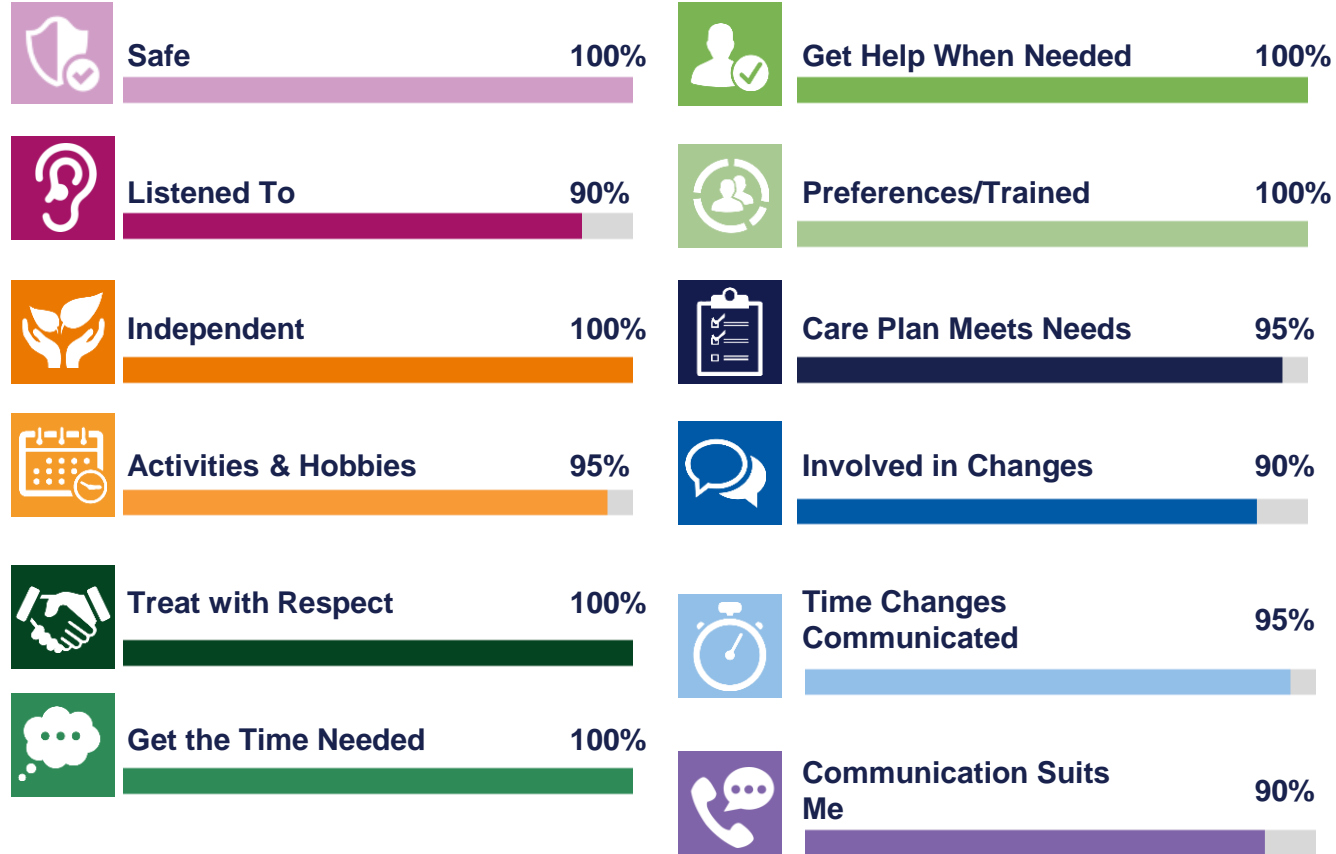 Safe 100%
Listened To 90%
Independent 100%
Activities & Hobbies 95%
Treat with Respect 100%
Get the Time Needed 100%
Get Help When Needed 100%
Preferences/Trained 100%
Care Plan Meets Needs 95%
Involved in Changes 90%
Time Changes
Communicated 95%
Communication Suits
Me 90%